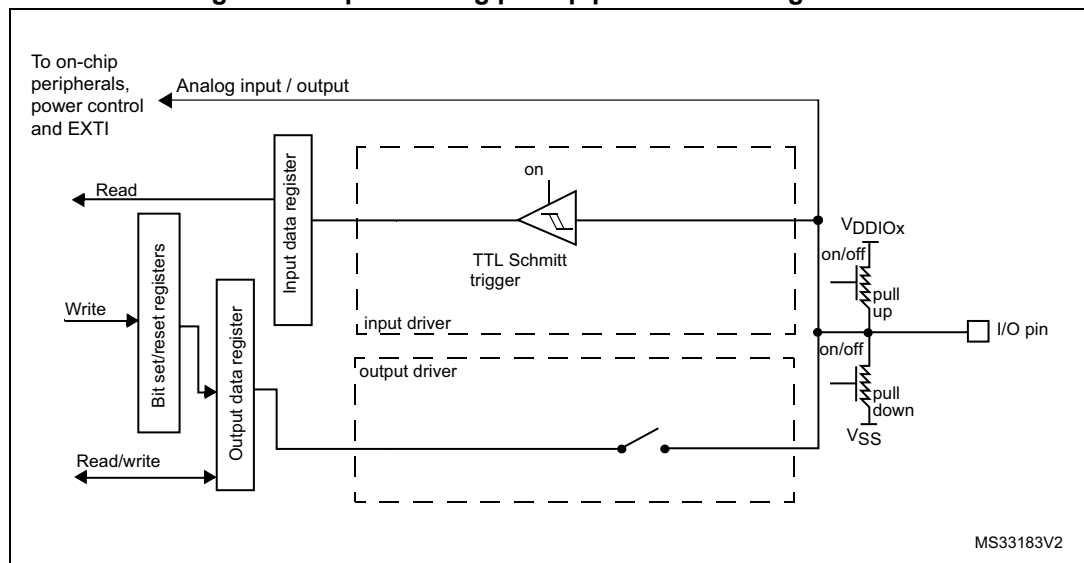 To on-chip
peripherals,
power control
and EXTI
Analog input / output
Read
Write
Read/write
Bit set/reset registers
Input data register
Output data register
on
TTL Schmitt
trigger
input driver
output driver
VDDIOx
on/off
pull
up
on/off
pull
down
VSS
I/O pin
MS33183V2